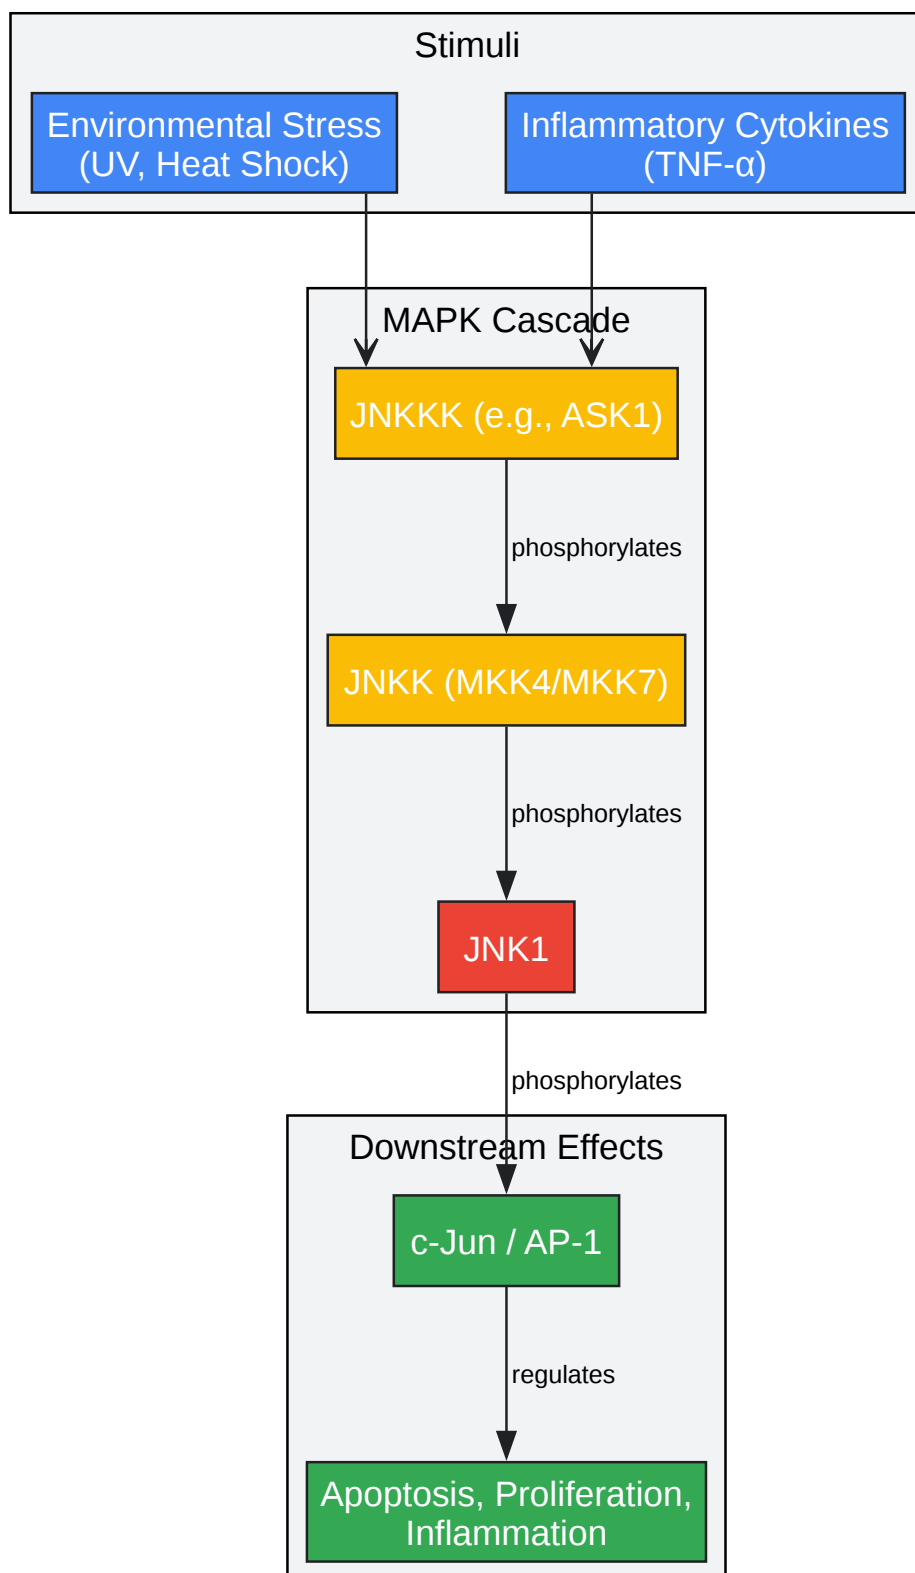 Stimuli
Environmental Stress
(UV, Heat Shock)
Inflammatory Cytokines
(TNF-α)
MAPK Cascade
JNKKK (e.g., ASK1)
phosphorylates
JNKK (MKK4/MKK7)
phosphorylates
JNK1
phosphorylates
Downstream Effects
c-Jun / AP-1
regulates
Apoptosis, Proliferation,
Inflammation